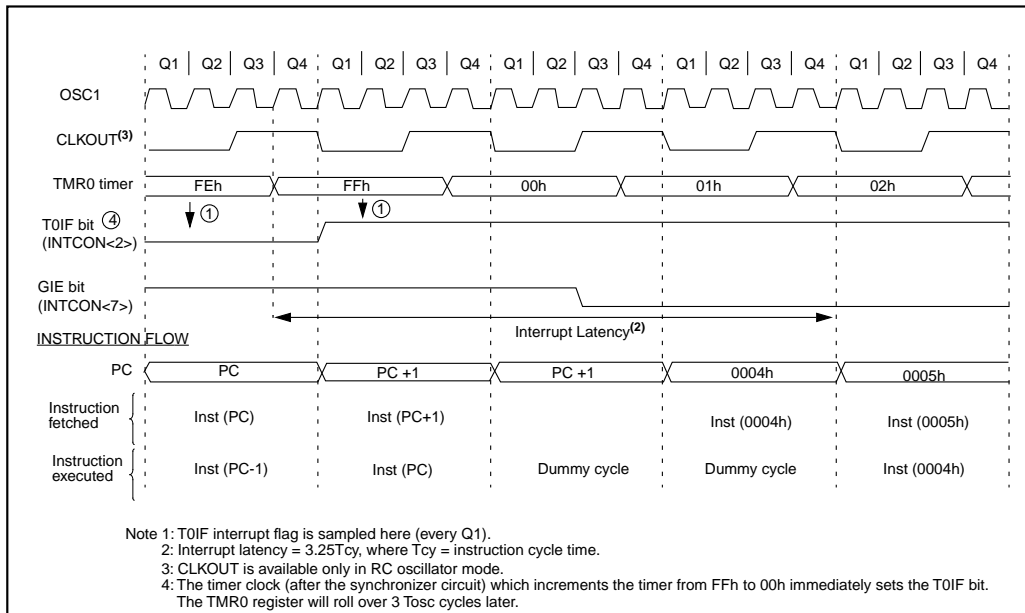 Q1 Q2 Q3 Q4 Q1 Q2 Q3 Q4 Q1 Q2 Q3 Q4 Q1 Q2 Q3 Q4 Q1 Q2 Q3 Q4
OSC1
CLKOUT(3)
TMR0 timer FEh FFh 00h 01h 02h
1 1
T0IF bit 4
(INTCON<2>)
GIE bit
(INTCON<7>)
Interrupt Latency(2)
INSTRUCTION FLOW
PC PC PC +1 PC +1 0004h 0005h
Instruction
fetched
Inst (PC) Inst (PC+1) Inst (0004h) Inst (0005h)
Instruction
executed
Inst (PC-1) Inst (PC) Dummy cycle Dummy cycle Inst (0004h)
Note 1: T0IF interrupt flag is sampled here (every Q1).
2: Interrupt latency = 3.25Tcy, where Tcy = instruction cycle time.
3: CLKOUT is available only in RC oscillator mode.
4: The timer clock (after the synchronizer circuit) which increments the timer from FFh to 00h immediately sets the T0IF bit.
The TMR0 register will roll over 3 Tosc cycles later.